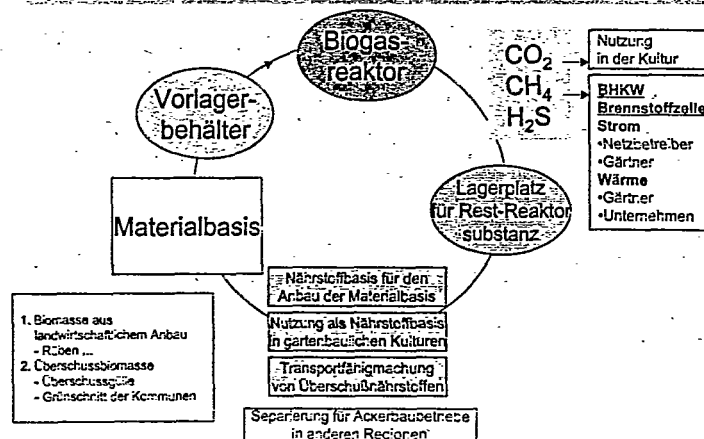 Biogas-
reaktor
CO₂
CH₄
H₂S
Nutzung
in der Kultur
BHKW
Brennstoffzelle
Strom
•Netzbetreiber
•Gärtner
Wärme
•Gärtner
•Unternehmen
Vorlager-
behälter
Materialbasis
Lagerplatz
für Rest-Reaktor
substanz
Nährstoffbasis für den
Anbau der Materialbasis
Nutzung als Nährstoffbasis
in gartenbaulichen Kulturen
Transportfähigmachung
von Überschußnährstoffen
Separierung für Ackerbaubetriebe
in anderen Regionen
1. Biomasse aus
landwirtschaftlichem Anbau
- Rüben ...
2. Überschussbiomasse
- Überschussgülle
- Grünschnitt der Kommunen